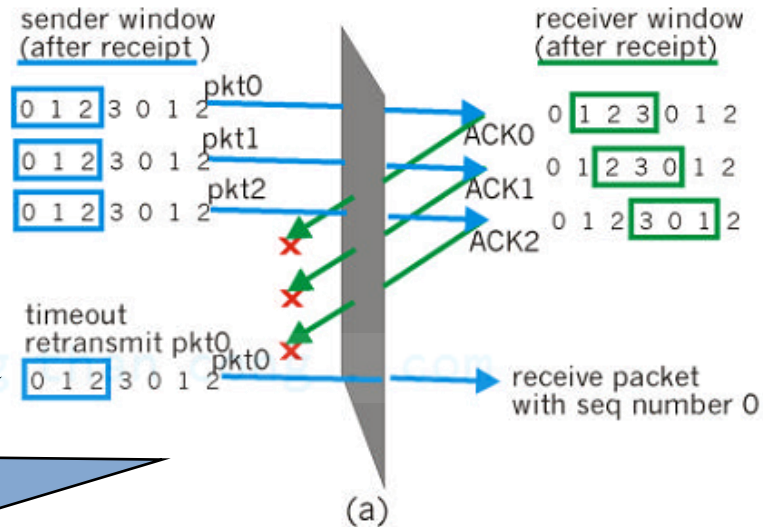 sender window
(after receipt )
receiver window
(after receipt)
pkt0
0 1 2 3 0 1 2
ACK0
0 1 2 3 0 1 2
pkt1
0 1 2 3 0 1 2
ACK1
0 1 2 3 0 1 2
pkt2
0 1 2 3 0 1 2
ACK2
0 1 2 3 0 1 2
timeout
retransmit pkt0
pkt0
0 1 2 3 0 1 2
receive packet
with seq number 0
(a)